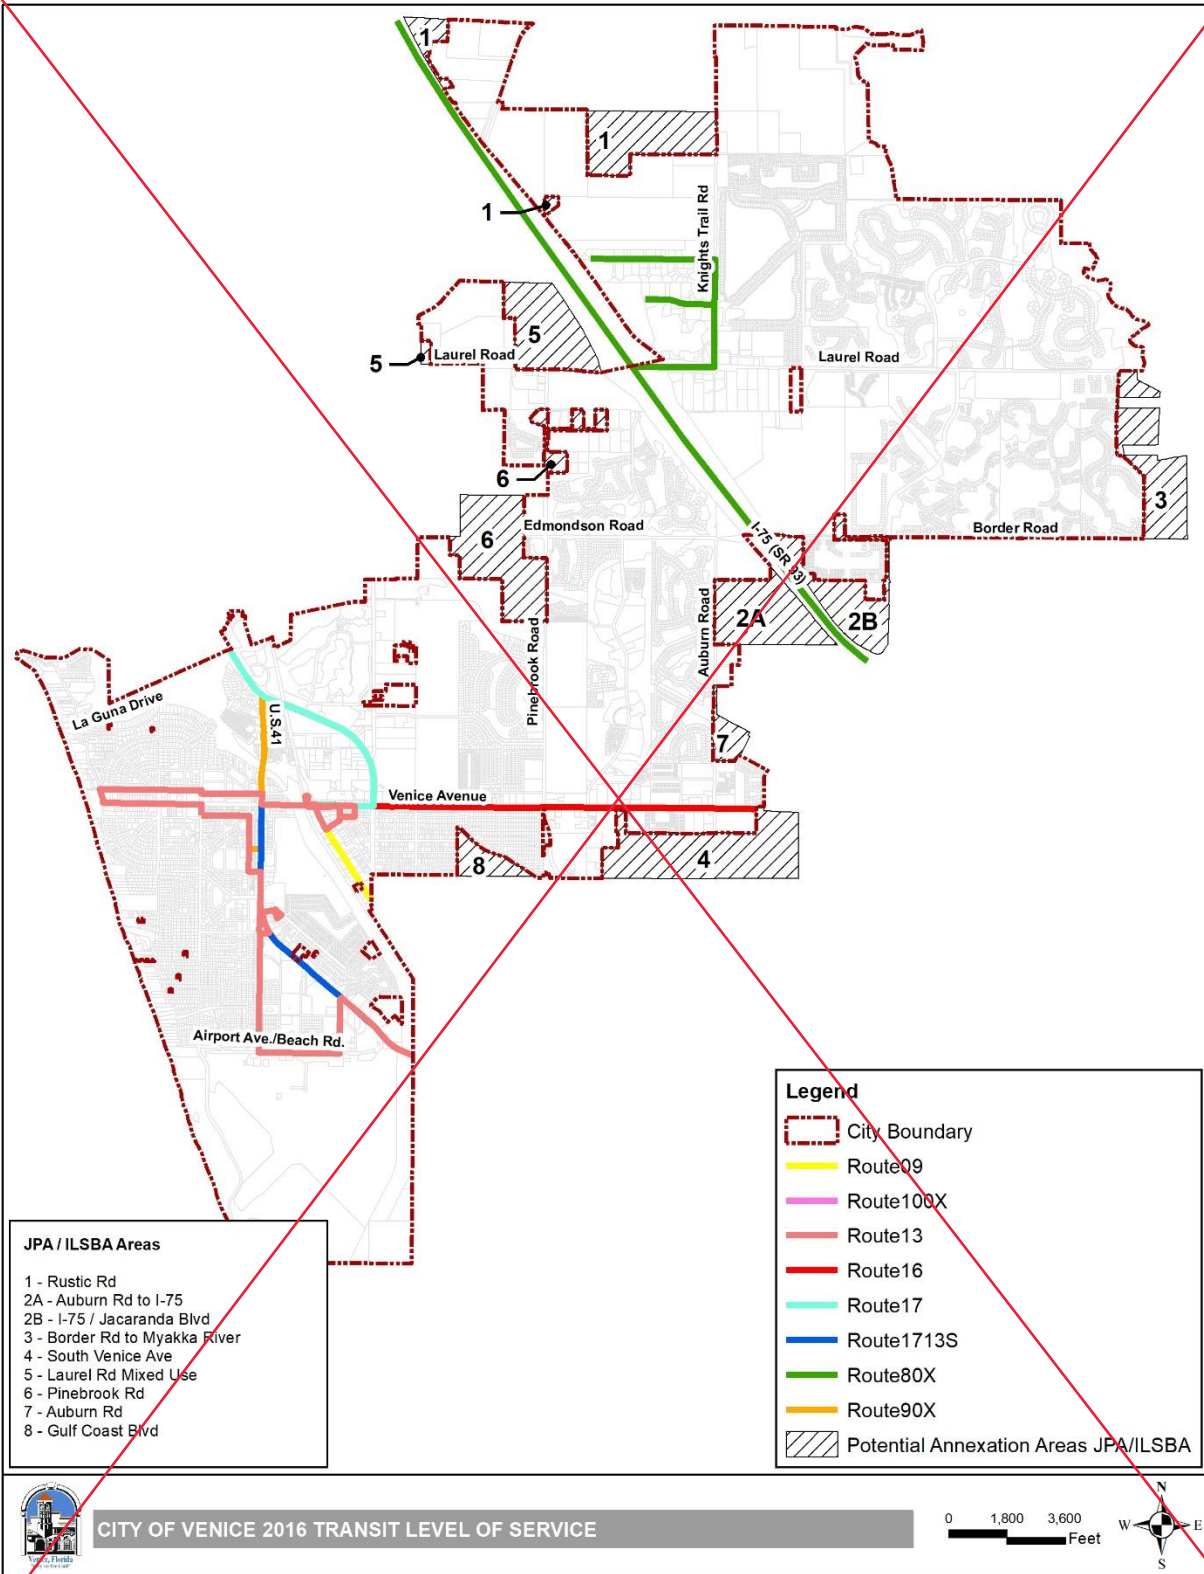 1
1
1
Knights Trail Rd
5
Laurel Road
5
Laurel Road
6
3
6
Edmondson Road
I-75 (SR 93)
Border Road
2A
2B
Auburn Road
Pinebrook Road
La Guna Drive
U.S.41
7
Venice Avenue
8
4
Airport Ave./Beach Rd.
Legend
City Boundary
Route09
Route100X
Route13
Route16
Route17
Route1713S
Route80X
Route90X
Potential Annexation Areas JPA/ILSBA
JPA / ILSBA Areas
1 - Rustic Rd
2A - Auburn Rd to I-75
2B - I-75 / Jacaranda Blvd
3 - Border Rd to Myakka River
4 - South Venice Ave
5 - Laurel Rd Mixed Use
6 - Pinebrook Rd
7 - Auburn Rd
8 - Gulf Coast Blvd
Venice, Florida
CITY OF VENICE 2016 TRANSIT LEVEL OF SERVICE
0 1,800 3,600
Feet
N
W E
S